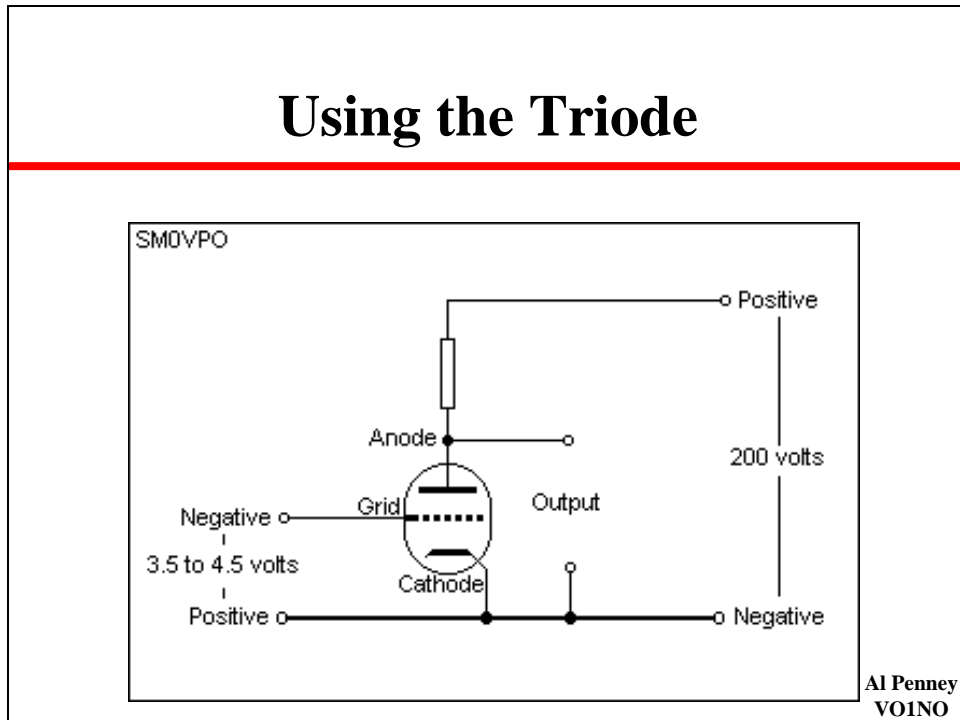 Using the Triode
SM0VPO
Positive
Anode
200 volts
Grid
Output
Negative
3.5 to 4.5 volts
Cathode
Positive
Negative
Al Penney
VO1NO